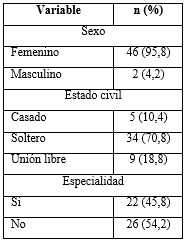 Variable n (%)
Sexo
Femenino 46 (95,8)
Masculino 2 (4,2)
Estado civil
Casado 5 (10,4)
Soltero 34 (70,8)
Unión libre 9 (18,8)
Especialidad
Si 22 (45,8)
No 26 (54,2)